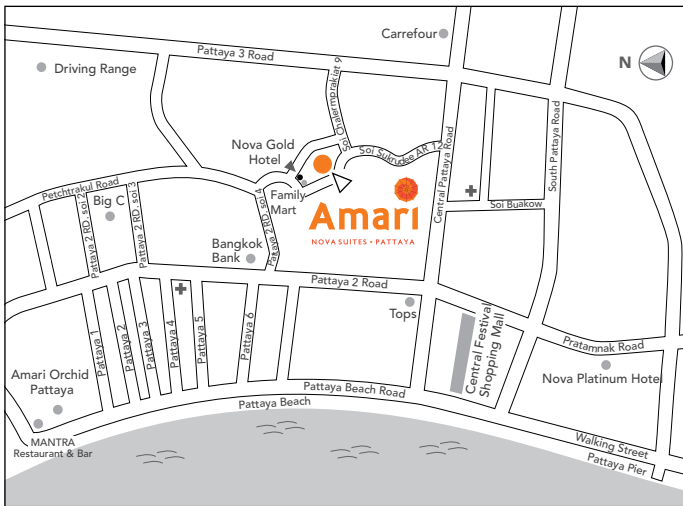 Carrefour
Pattaya 3 Road
N
Driving Range
Soi Chalermprakiat 9
Nova Gold
Hotel
Soi Sukrudee AR 12
Central Pattaya Road
South Pattaya Road
Petchtrakul Road
Family
Mart
Soi Buakow
Pattaya 2 RD. soi 2
Big C
Pattaya 2 RD. soi 3
Pattaya 2 RD. soi 4
Amari
NOVA SUITES • PATTAYA
Bangkok
Bank
Pattaya 2 Road
Tops
Pattaya 1
Pattaya 2
Pattaya 3
Pattaya 4
Pattaya 5
Pattaya 6
Central Festival
Shopping Mall
Pratamnak Road
Amari Orchid
Pattaya
Nova Platinum Hotel
Pattaya Beach Road
Pattaya Beach
MANTRA
Restaurant & Bar
Walking Street
Pattaya Pier